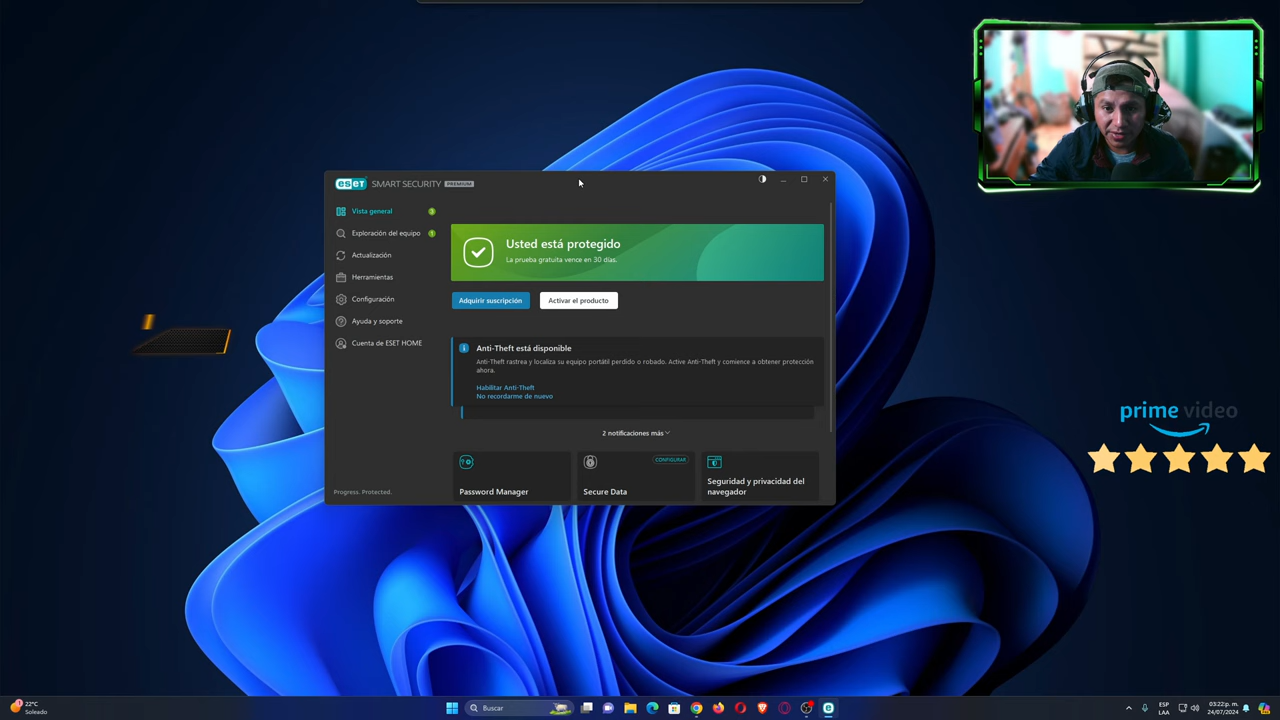 eset SMART SECURITY PREMIUM
Vista general
3
Exploración del equipo
1
Actualización
Herramientas
Configuración
Ayuda y soporte
Cuenta de ESET HOME
Progress. Protected.
Usted está protegido
La prueba gratuita vence en 30 días.
Adquirir suscripción
Activar el producto
Anti-Theft está disponible
Anti-Theft rastrea y localiza su equipo portátil perdido o robado. Active Anti-Theft y comience a obtener protección
ahora.
Habilitar Anti-Theft
No recordarme de nuevo
2 notificaciones más
Password Manager
CONFIGURAR
Secure Data
Seguridad y privacidad del
navegador
prime video
22°C
Soleado
Buscar
ESP
LAA
03:22 p. m.
24/07/2024